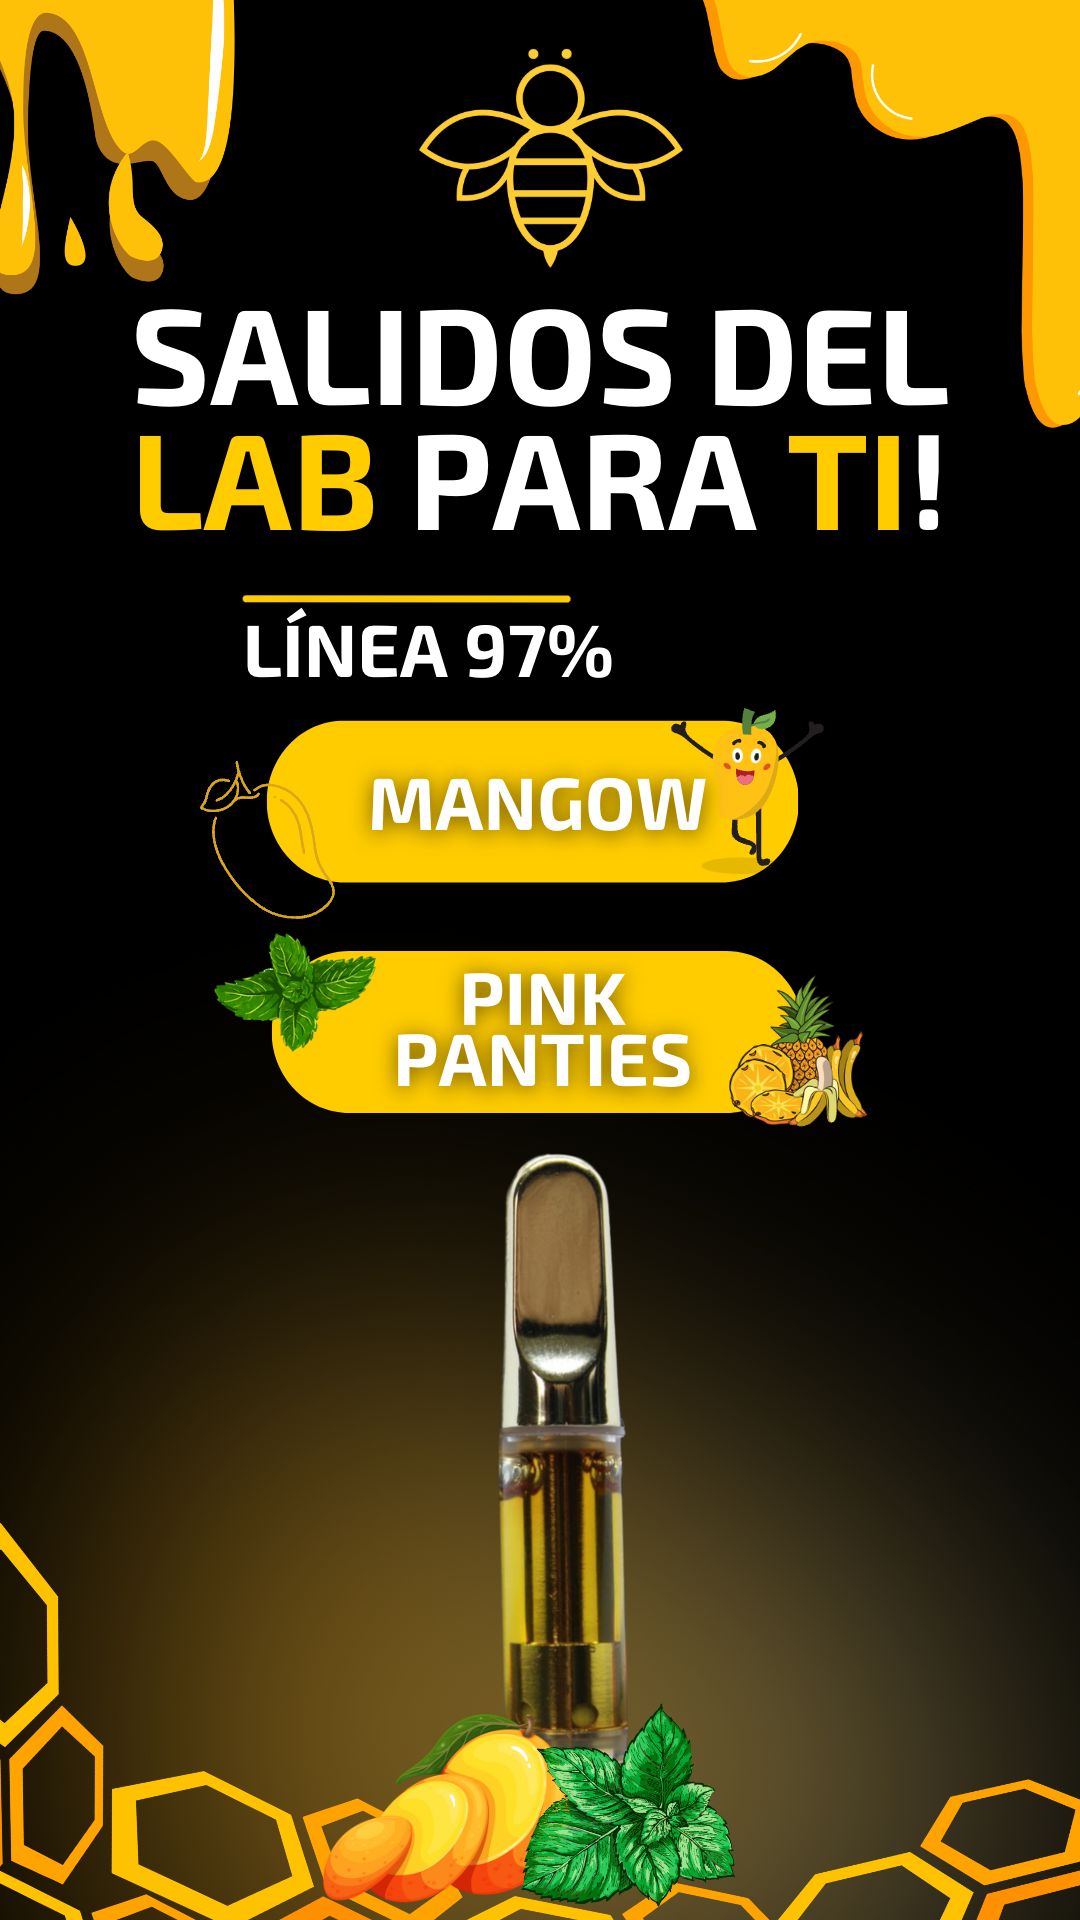 SALIDOS DEL
LAB PARA TI!
LÍNEA 97%
MANGOW
PINK
PANTIES